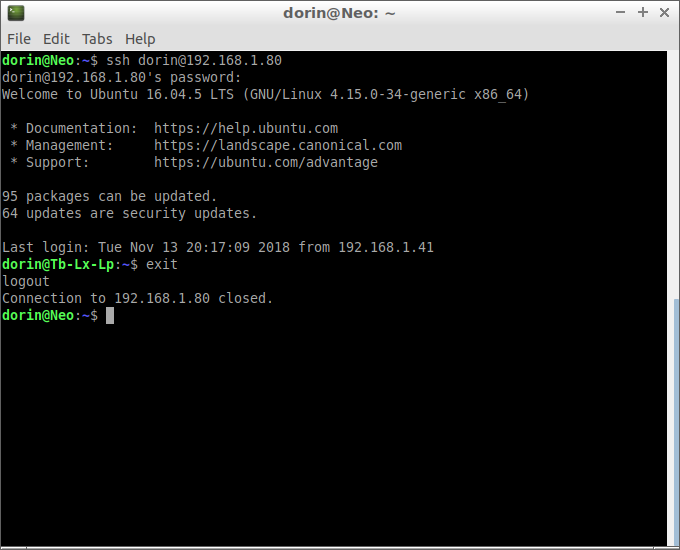 dorin@Neo: ~
File Edit Tabs Help
dorin@Neo:~$ ssh dorin@192.168.1.80
dorin@192.168.1.80's password:
Welcome to Ubuntu 16.04.5 LTS (GNU/Linux 4.15.0-34-generic x86_64)
* Documentation:  https://help.ubuntu.com
* Management:     https://landscape.canonical.com
* Support:        https://ubuntu.com/advantage
95 packages can be updated.
64 updates are security updates.
Last login: Tue Nov 13 20:17:09 2018 from 192.168.1.41
dorin@Tb-Lx-Lp:~$ exit
logout
Connection to 192.168.1.80 closed.
dorin@Neo:~$